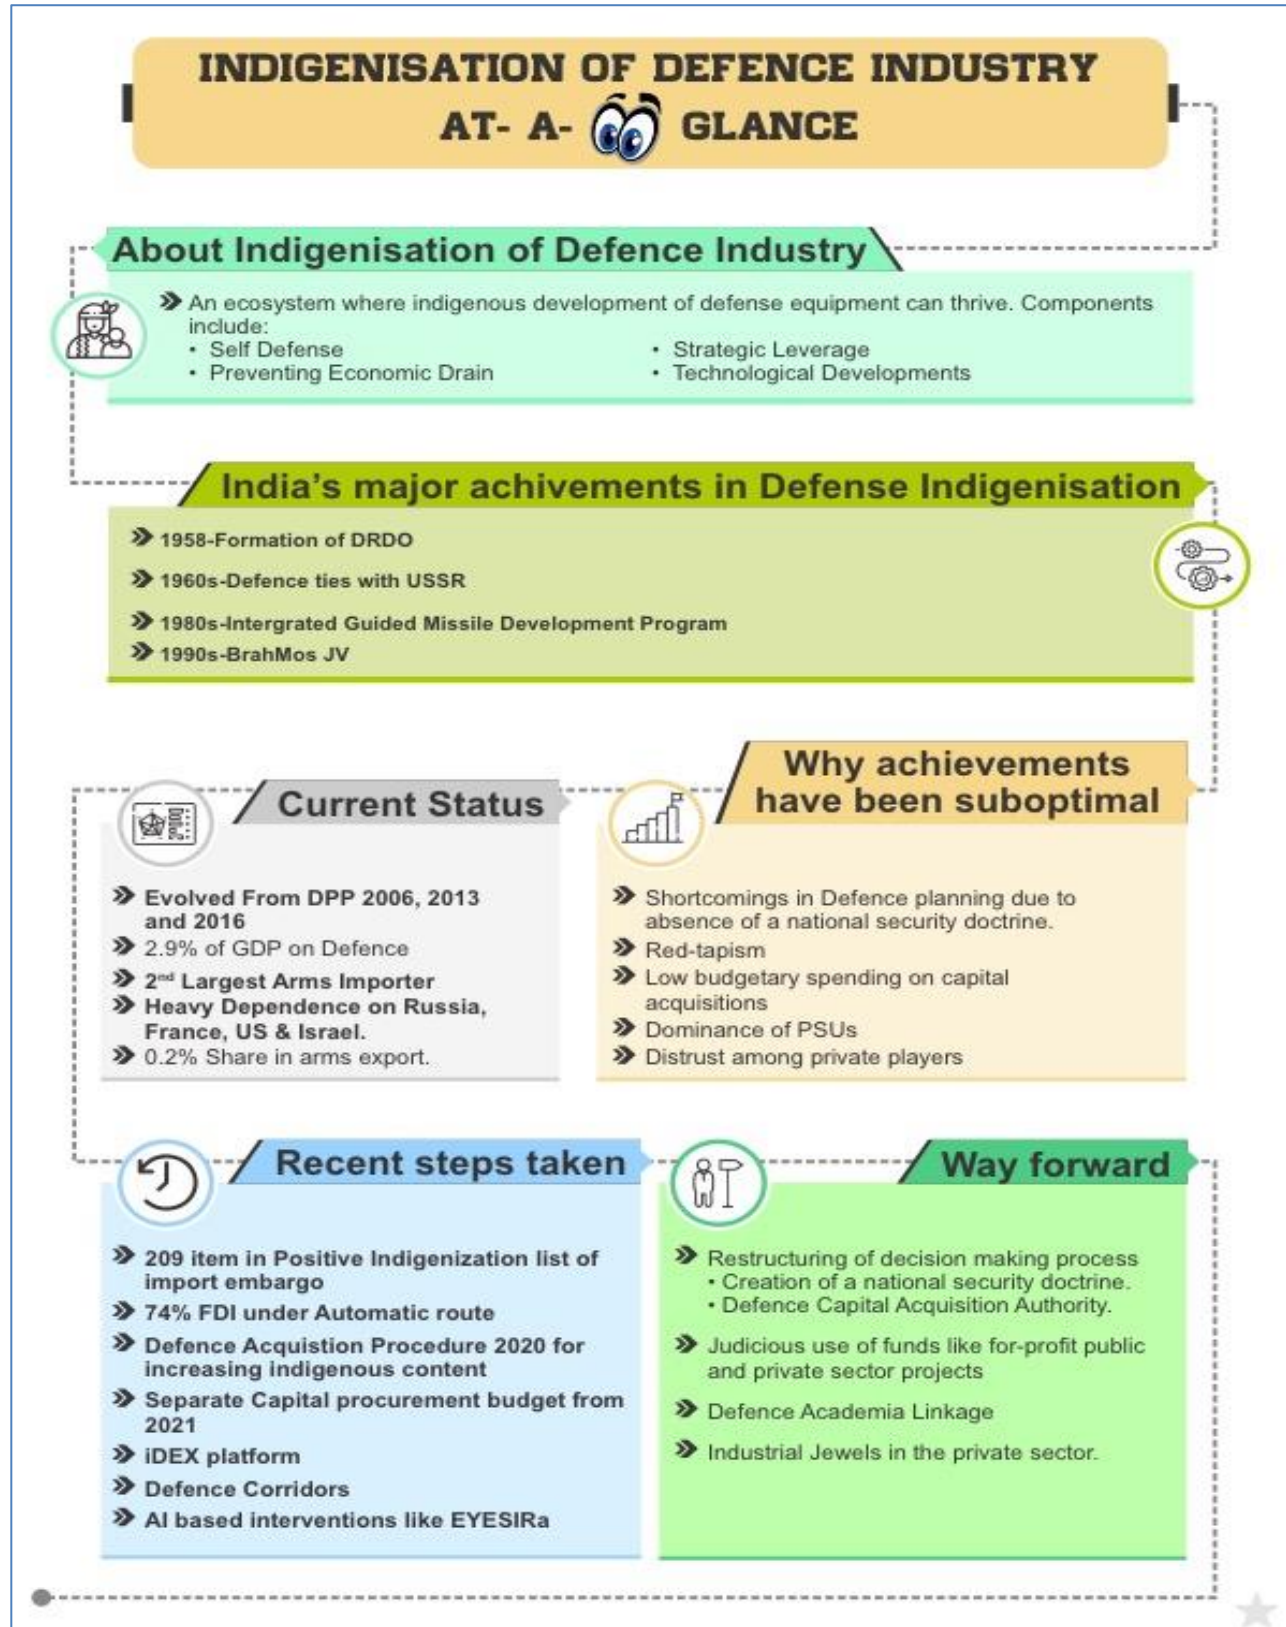 INDIGENISATION OF DEFENCE INDUSTRY
AT- A- GLANCE
About Indigenisation of Defence Industry
An ecosystem where indigenous development of defense equipment can thrive. Components
include:
• Self Defense
• Preventing Economic Drain
• Strategic Leverage
• Technological Developments
India's major achivements in Defense Indigenisation
1958-Formation of DRDO
1960s-Defence ties with USSR
1980s-Intergrated Guided Missile Development Program
1990s-BrahMos JV
Current Status
Evolved From DPP 2006, 2013
and 2016
2.9% of GDP on Defence
2nd Largest Arms Importer
Heavy Dependence on Russia,
France, US & Israel.
0.2% Share in arms export.
Why achievements
have been suboptimal
Shortcomings in Defence planning due to
absence of a national security doctrine.
Red-tapism
Low budgetary spending on capital
acquisitions
Dominance of PSUs
Distrust among private players
Recent steps taken
209 item in Positive Indigenization list of
import embargo
74% FDI under Automatic route
Defence Acquistion Procedure 2020 for
increasing indigenous content
Separate Capital procurement budget from
2021
iDEX platform
Defence Corridors
AI based interventions like EYESIRa
Way forward
Restructuring of decision making process
• Creation of a national security doctrine.
• Defence Capital Acquisition Authority.
Judicious use of funds like for-profit public
and private sector projects
Defence Academia Linkage
Industrial Jewels in the private sector.